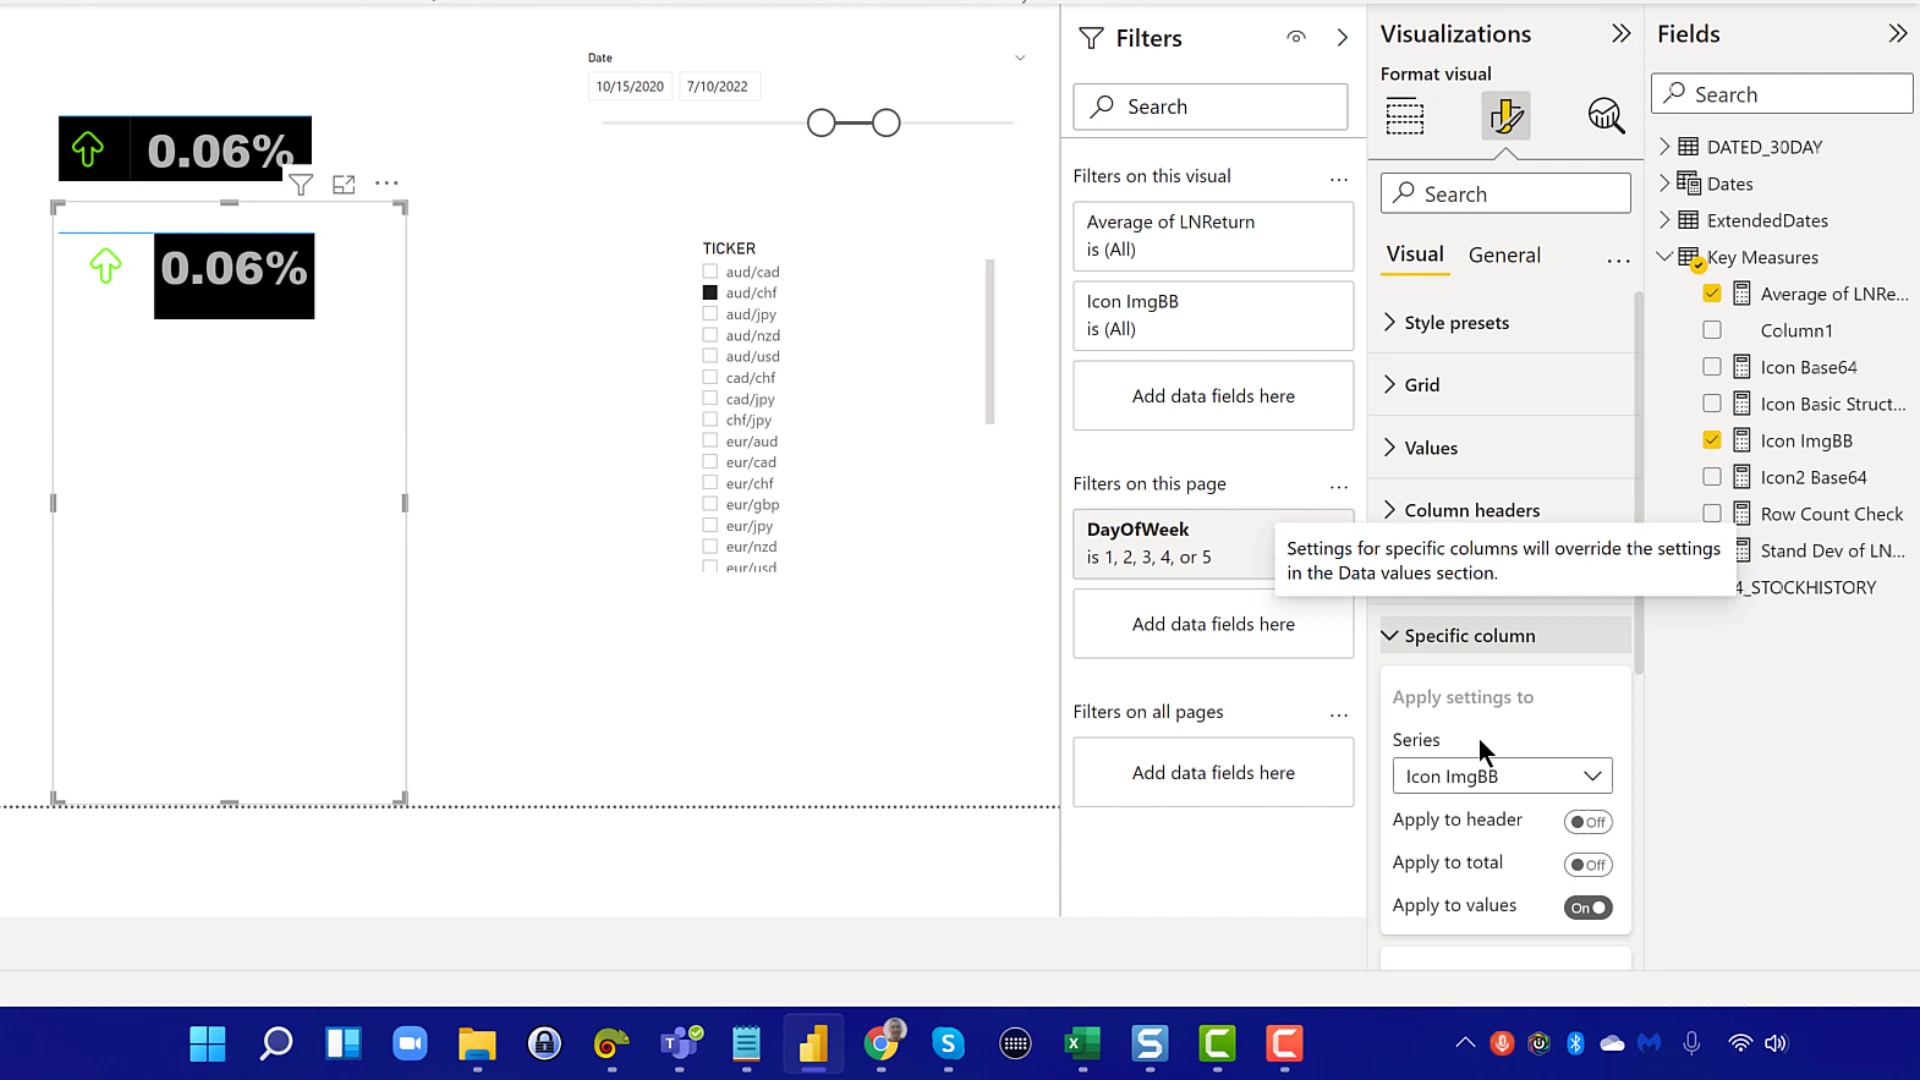 Date
10/15/2020
7/10/2022
0.06%
0.06%
TICKER
aud/cad
aud/chf
aud/jpy
aud/nzd
aud/usd
cad/chf
cad/jpy
chf/jpy
eur/aud
eur/cad
eur/chf
eur/gbp
eur/jpy
eur/nzd
eur/usd
Filters
Search
Filters on this visual
Average of LNReturn
is (All)
Icon ImgBB
is (All)
Add data fields here
Filters on this page
DayOfWeek
is 1, 2, 3, 4, or 5
Add data fields here
Filters on all pages
Add data fields here
Visualizations
Format visual
Search
Visual
General
Style presets
Grid
Values
Column headers
Settings for specific columns will override the settings
in the Data values section.
Specific column
Apply settings to
Series
Icon ImgBB
Apply to header
Off
Apply to total
Off
Apply to values
On
Fields
Search
DATED_30DAY
Dates
ExtendedDates
Key Measures
Average of LNRe...
Column1
Icon Base64
Icon Basic Struct...
Icon ImgBB
Icon2 Base64
Row Count Check
Stand Dev of LN...
4_STOCKHISTORY